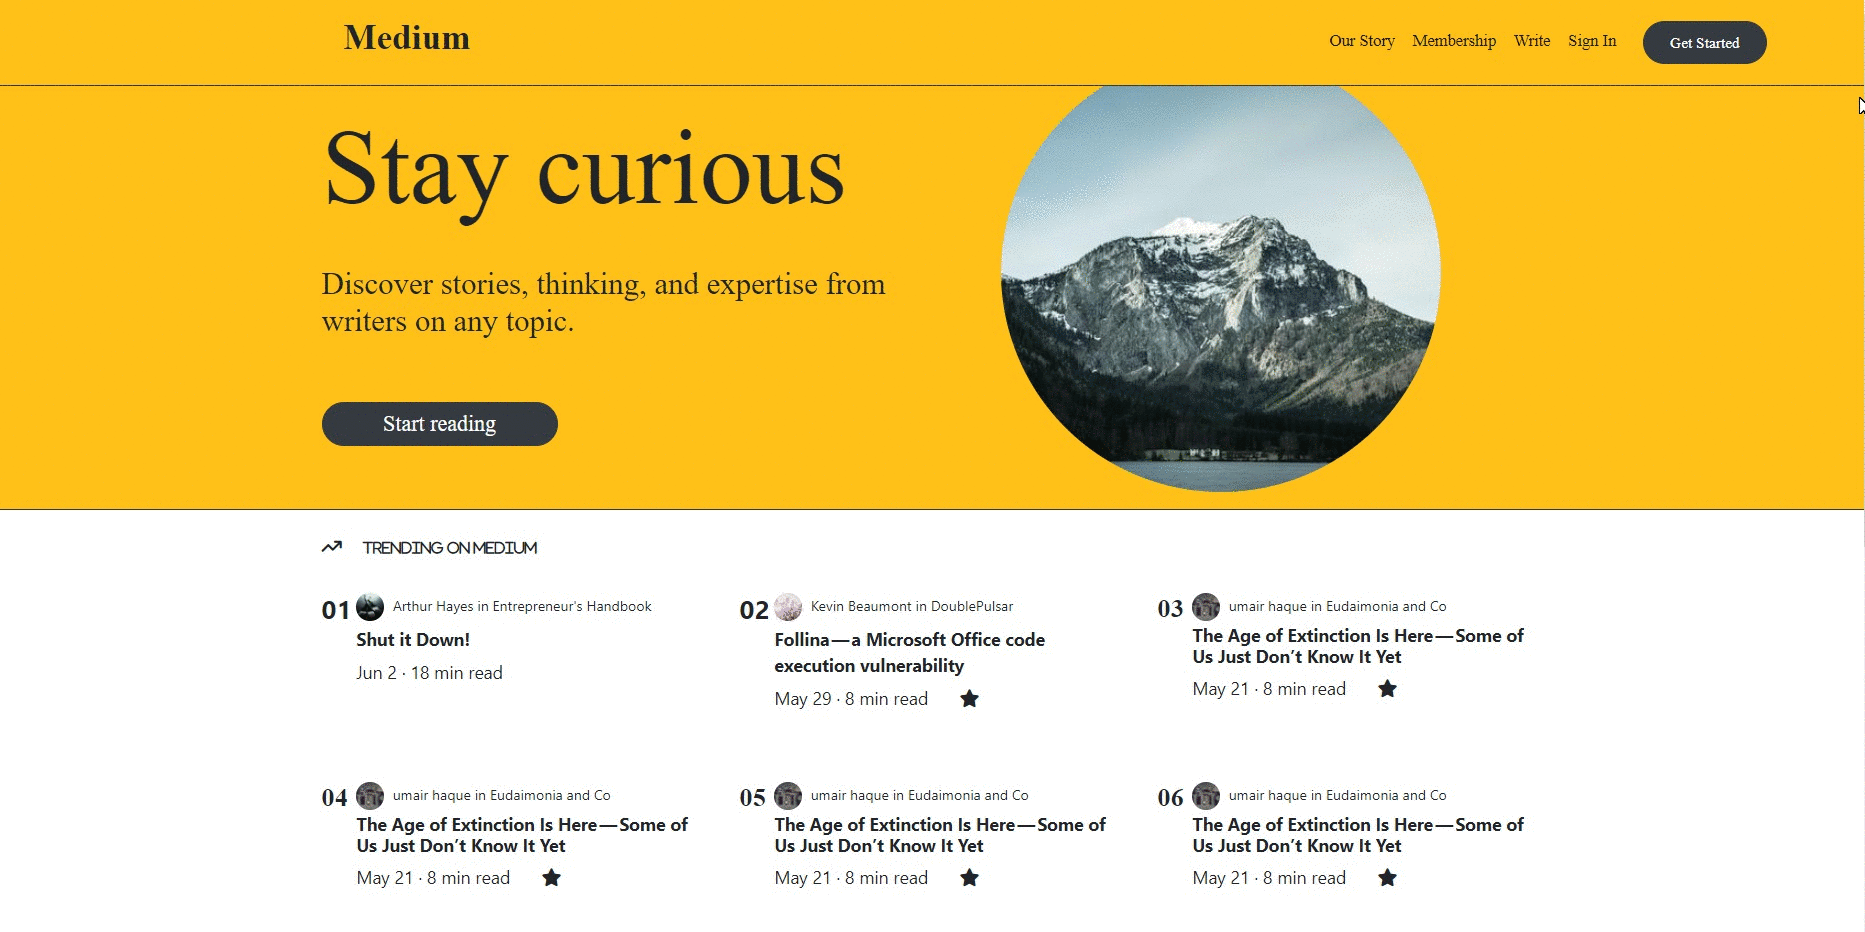 Medium
Our Story Membership Write Sign In Get Started
Stay curious
Discover stories, thinking, and expertise from
writers on any topic.
Start reading
TRENDING ON MEDIUM
01 Arthur Hayes in Entrepreneur's Handbook
Shut it Down!
Jun 2 · 18 min read
02 Kevin Beaumont in DoublePulsar
Follina — a Microsoft Office code
execution vulnerability
May 29 · 8 min read
03 umair haque in Eudaimonia and Co
The Age of Extinction Is Here — Some of
Us Just Don’t Know It Yet
May 21 · 8 min read
04 umair haque in Eudaimonia and Co
The Age of Extinction Is Here — Some of
Us Just Don’t Know It Yet
May 21 · 8 min read
05 umair haque in Eudaimonia and Co
The Age of Extinction Is Here — Some of
Us Just Don’t Know It Yet
May 21 · 8 min read
06 umair haque in Eudaimonia and Co
The Age of Extinction Is Here — Some of
Us Just Don’t Know It Yet
May 21 · 8 min read